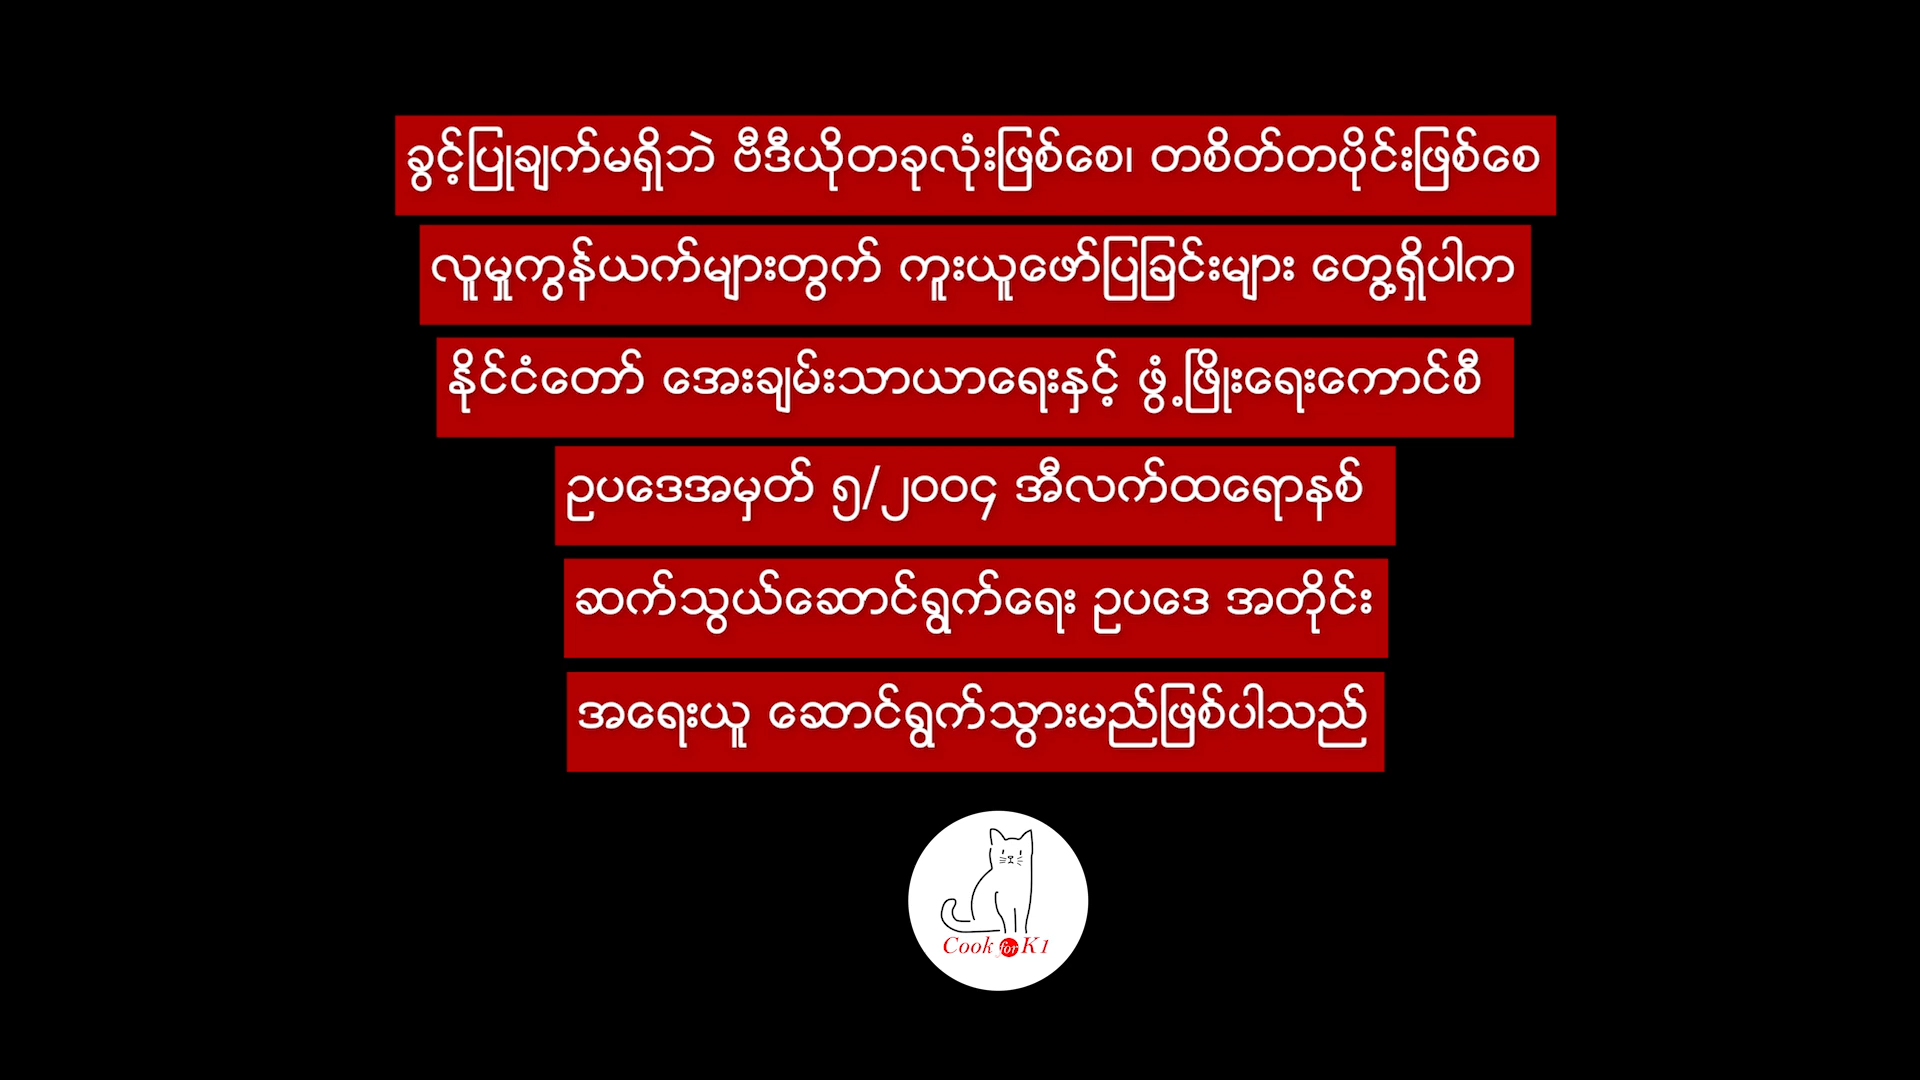 ခွင့်ပြုချက်မရှိဘဲ ဗီဒီယိုတခုလုံးဖြစ်စေ၊ တစိတ်တပိုင်းဖြစ်စေ
လူမှုကွန်ယက်များတွက် ကူးယူဖော်ပြခြင်းများ တွေ့ရှိပါက
နိုင်ငံတော် အေးချမ်းသာယာရေးနှင့် ဖွံ့ဖြိုးရေးကောင်စီ
ဥပဒေအမှတ် ၅/၂၀၀၄ အီလက်ထရောနစ်
ဆက်သွယ်ဆောင်ရွက်ရေး ဥပဒေ အတိုင်း
အရေးယူ ဆောင်ရွက်သွားမည်ဖြစ်ပါသည်
Cook for K1